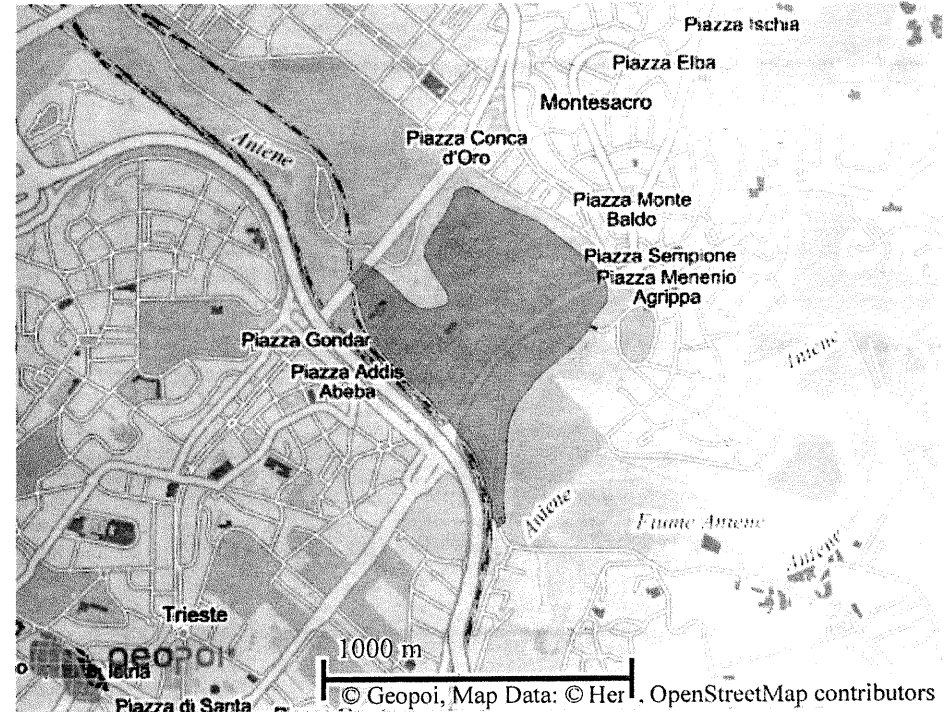 Piazza Ischia
Piazza Elba
Montesacro
Aniene
Piazza Conca
d'Oro
Piazza Monte
Baldo
Piazza Sempione
Piazza Menenio
Agrippa
Piazza Gondar
Aniene
Piazza Addis
Abeba
Aniene
Fiume Aniene
Aniene
Trieste
geopoi
1000 m
Istria
Piazza di Santa
© Geopoi, Map Data: © Her , OpenStreetMap contributors